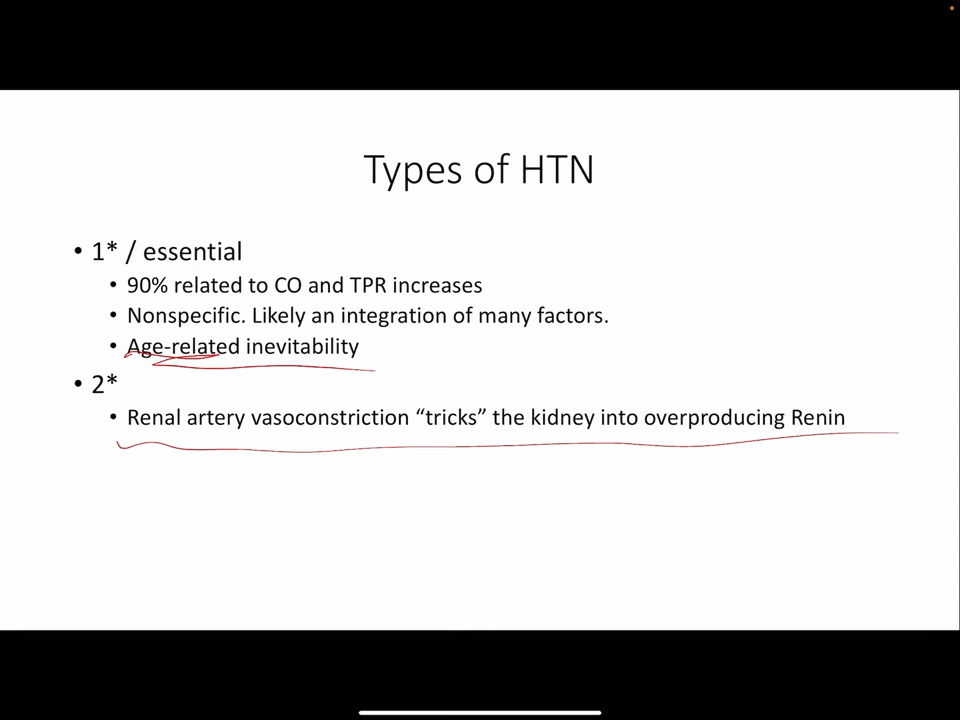 Types of HTN
• 1* / essential
• 90% related to CO and TPR increases
• Nonspecific. Likely an integration of many factors.
• Age-related inevitability
• 2*
• Renal artery vasoconstriction “tricks” the kidney into overproducing Renin